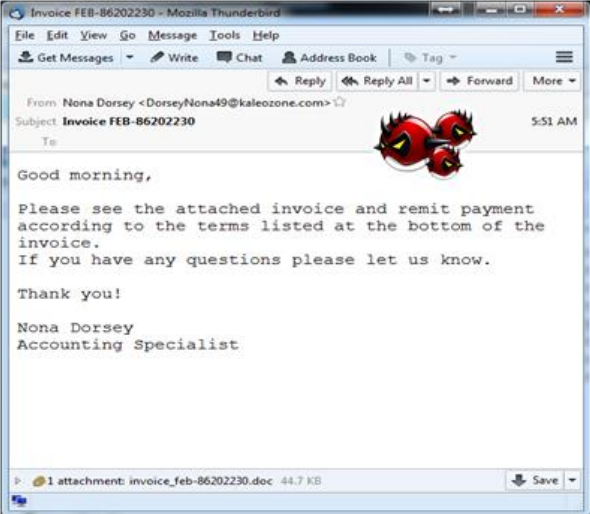 Invoice FEB-86202230 - Mozilla Thunderbird
File Edit View Go Message Tools Help
Get Messages Write Chat Address Book Tag
Reply Reply All Forward More
From Nona Dorsey <DorseyNona49@kaleozone.com>
Subject Invoice FEB-86202230 5:51 AM
To
Good morning,
Please see the attached invoice and remit payment
according to the terms listed at the bottom of the
invoice.
If you have any questions please let us know.
Thank you!
Nona Dorsey
Accounting Specialist
1 attachment: invoice_feb-86202230.doc 44.7 KB Save